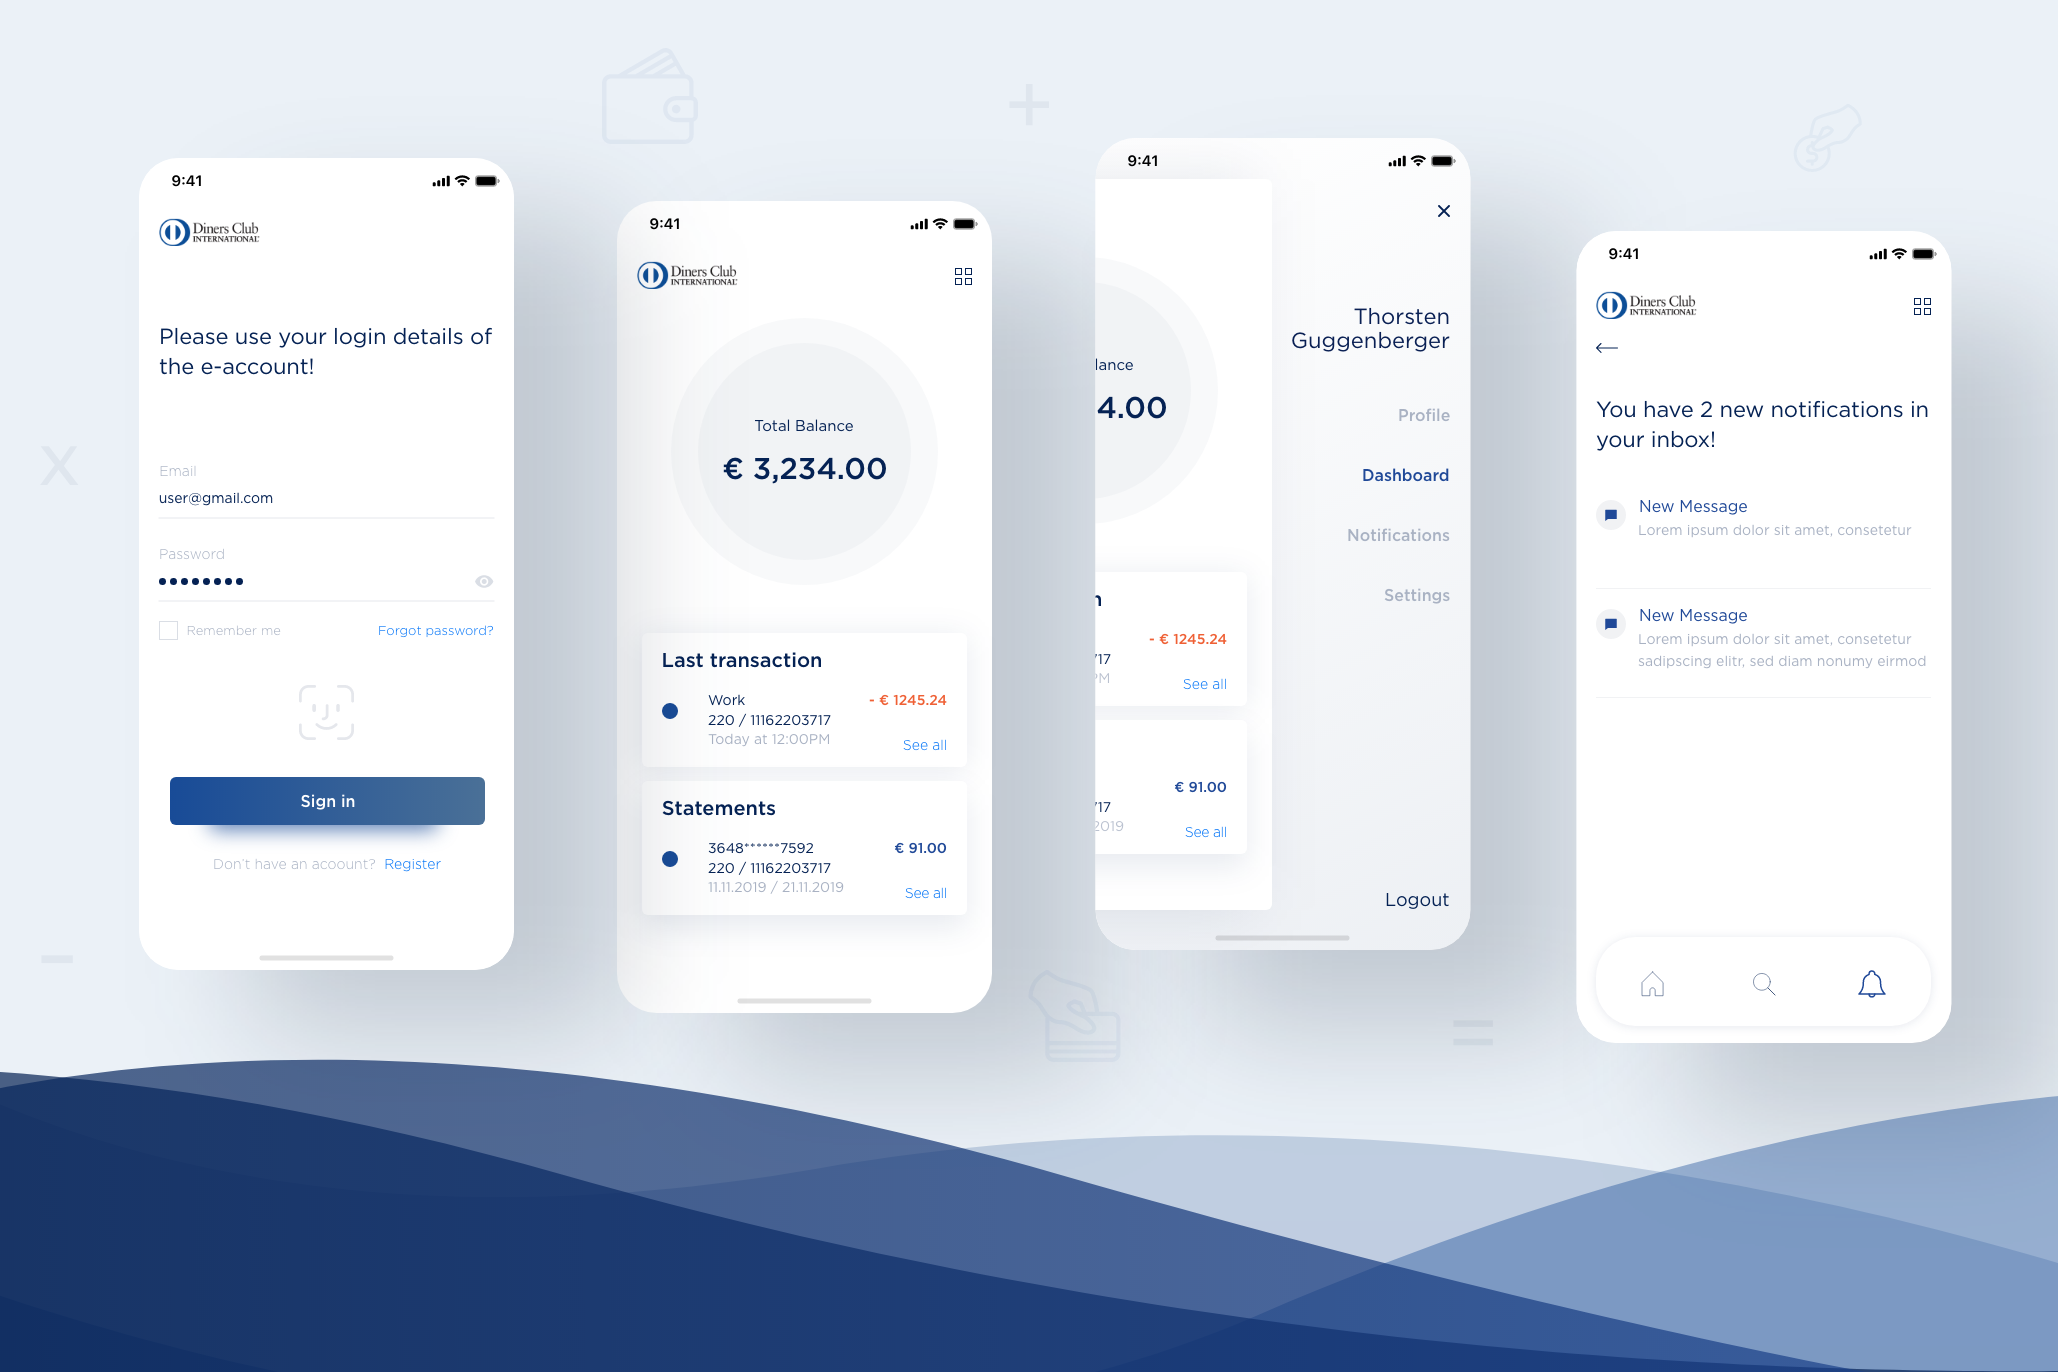 9:41
Diners Club
INTERNATIONAL
Please use your login details of
the e-account!
Email
user@gmail.com
Password
Remember me
Forgot password?
Sign in
Don't have an acoount? Register
9:41
Diners Club
INTERNATIONAL
Total Balance
€ 3,234.00
Last transaction
Work
- € 1245.24
220 / 11162203717
Today at 12:00PM
See all
Statements
3648******7592
€ 91.00
220 / 11162203717
11.11.2019 / 21.11.2019
See all
9:41
Thorsten
Guggenberger
lance
4.00
Profile
Dashboard
Notifications
Settings
n
- € 1245.24
717
PM
See all
€ 91.00
717
2019
See all
Logout
9:41
Diners Club
INTERNATIONAL
You have 2 new notifications in
your inbox!
New Message
Lorem ipsum dolor sit amet, consetetur
New Message
Lorem ipsum dolor sit amet, consetetur
sadipscing elitr, sed diam nonumy eirmod